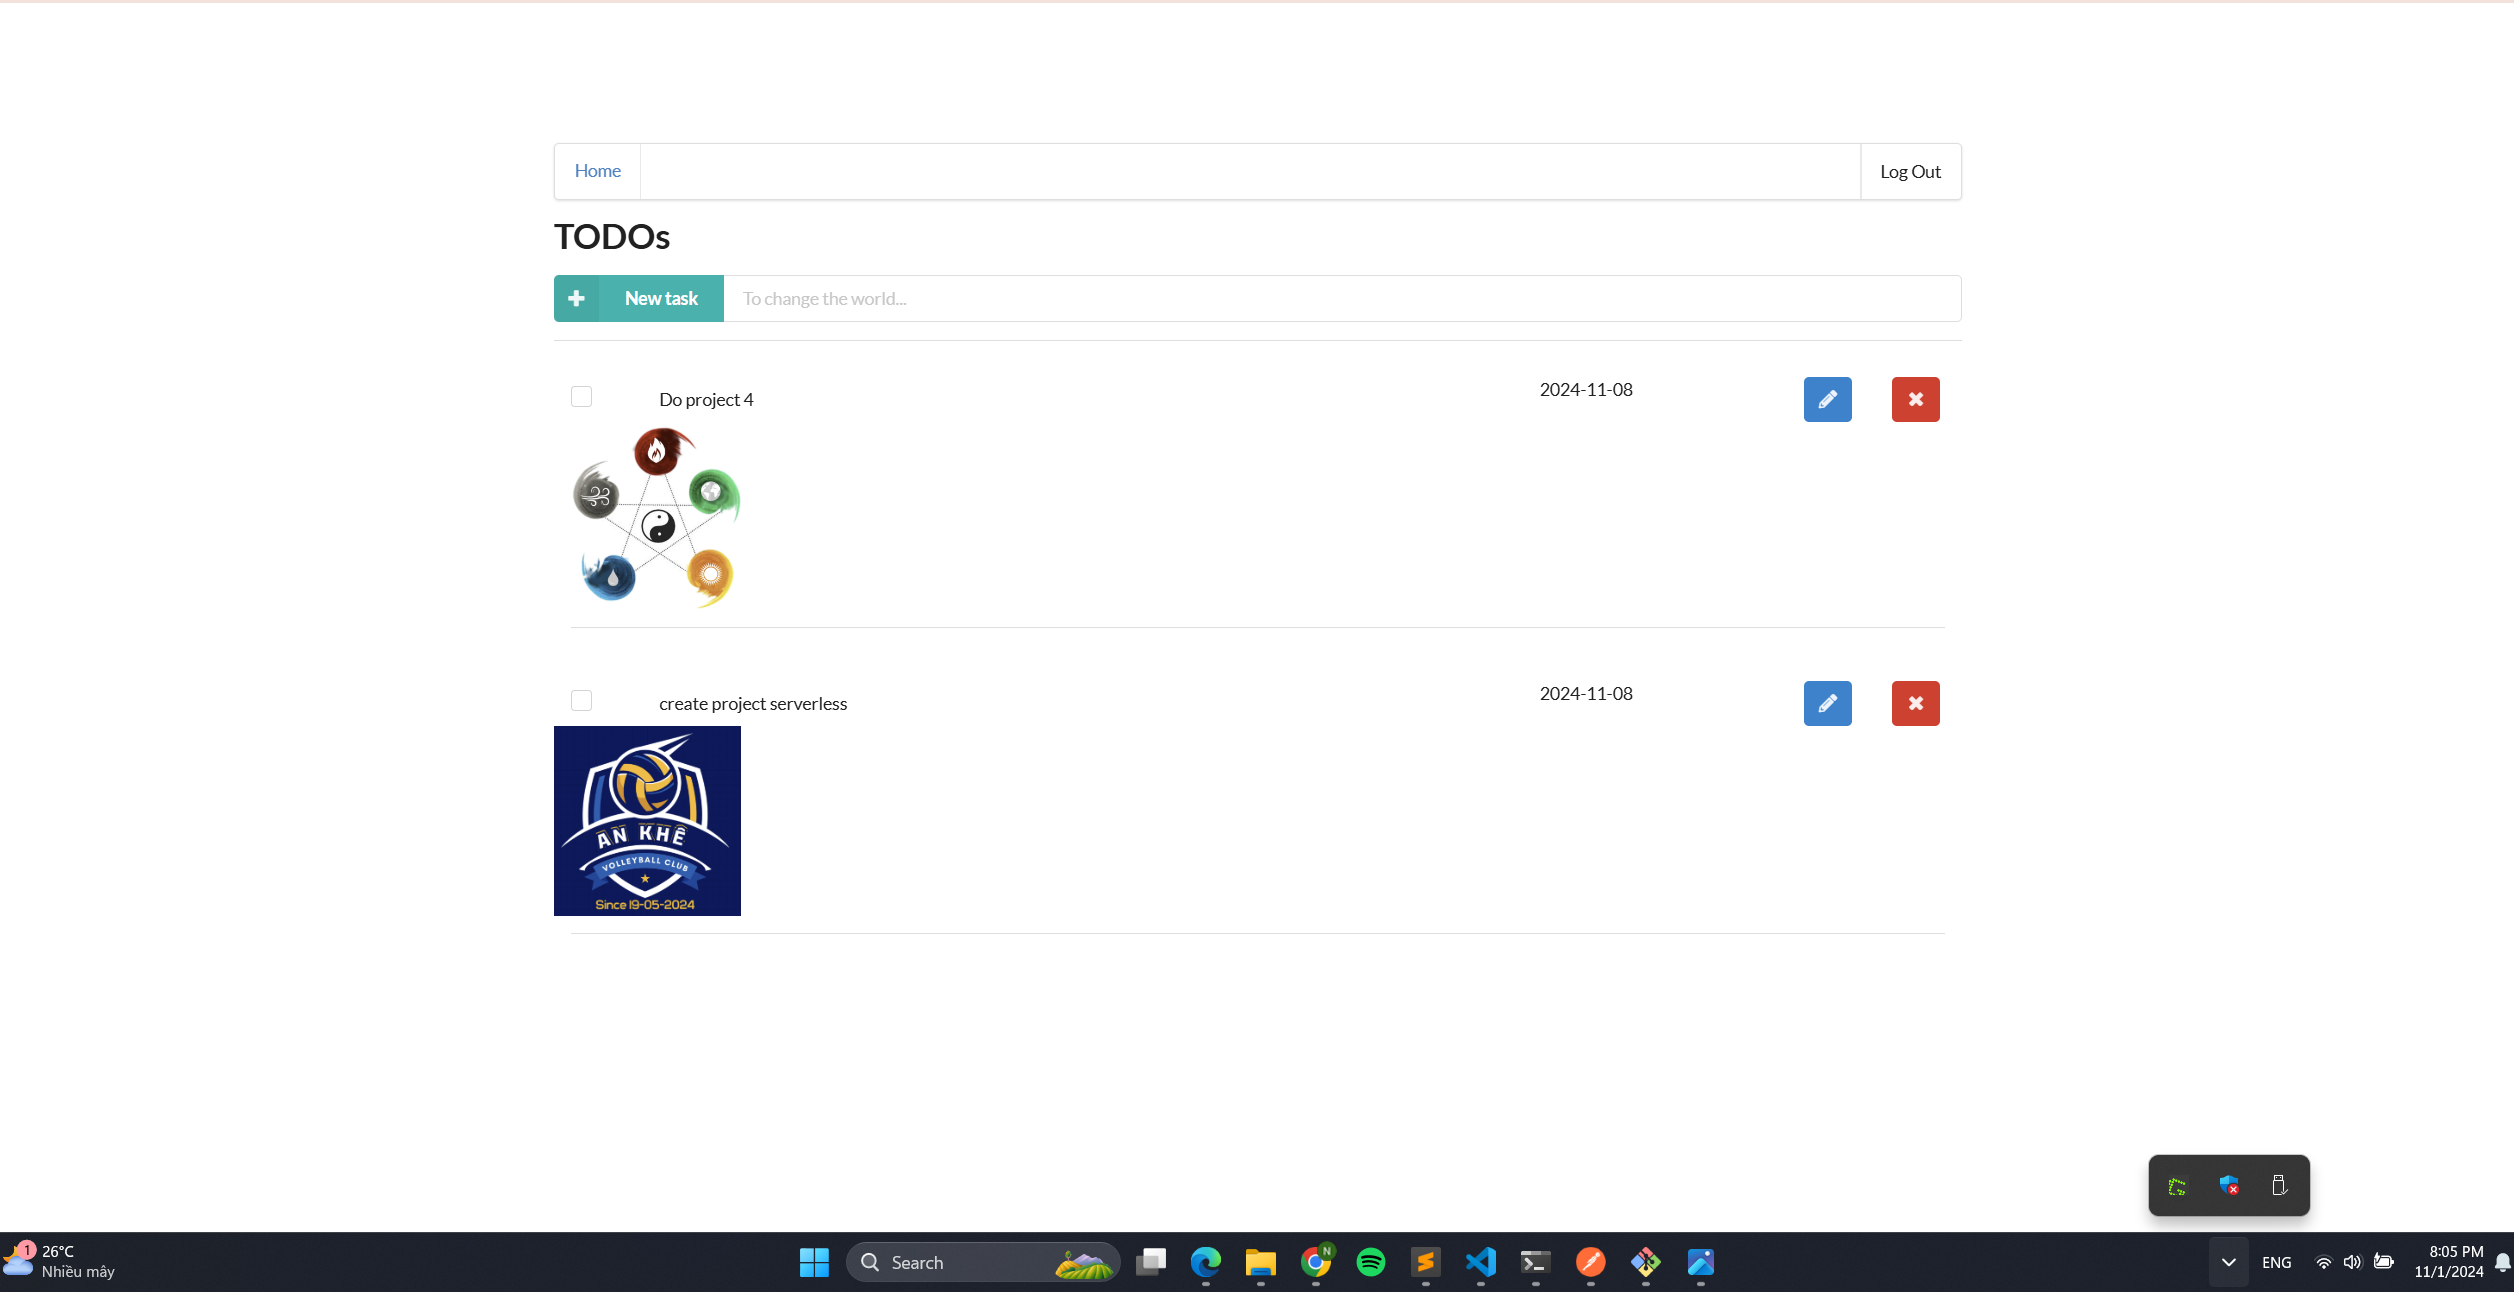 Home
Log Out
TODOs
New task
To change the world...
Do project 4
2024-11-08
create project serverless
2024-11-08
AN KHÊ
VOLLEYBALL CLUB
Since 19-05-2024
1
26°C
Nhiều mây
Search
N
ENG
8:05 PM
11/1/2024